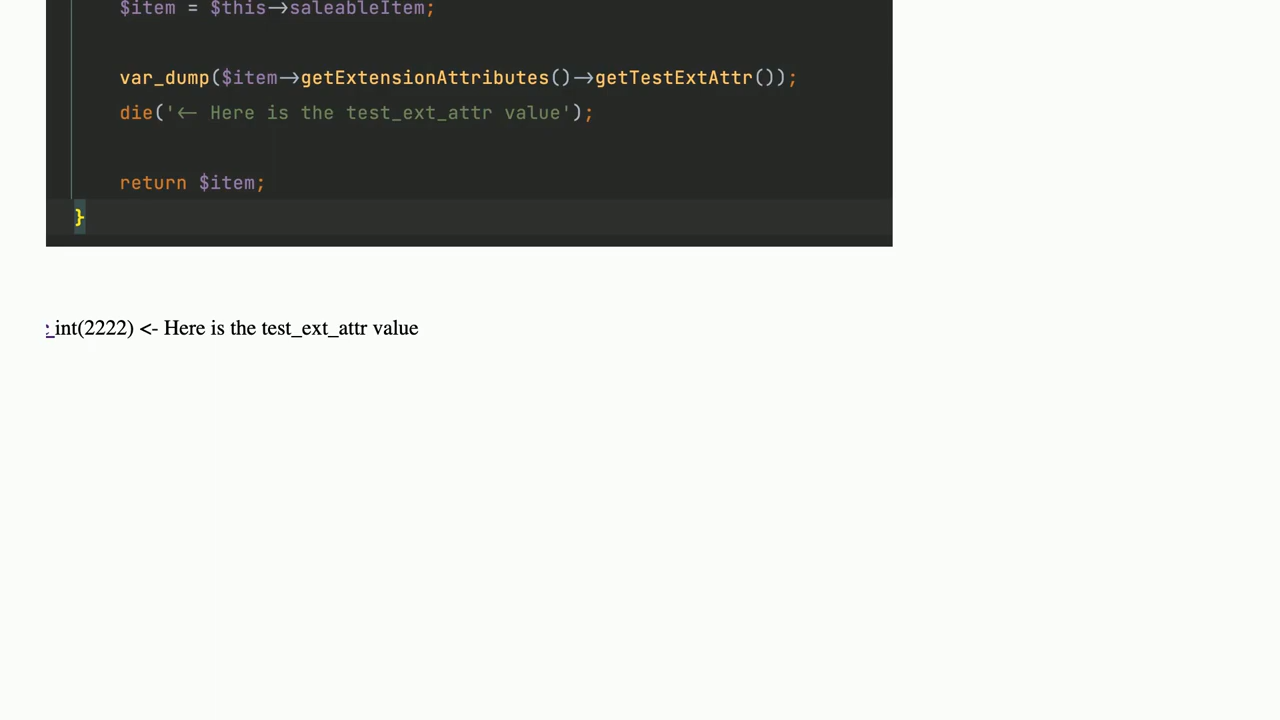 $item = $this->saleableItem;
var_dump($item->getExtensionAttributes()->getTestExtAttr());
die('<- Here is the test_ext_attr value');
return $item;
}
int(2222) <- Here is the test_ext_attr value